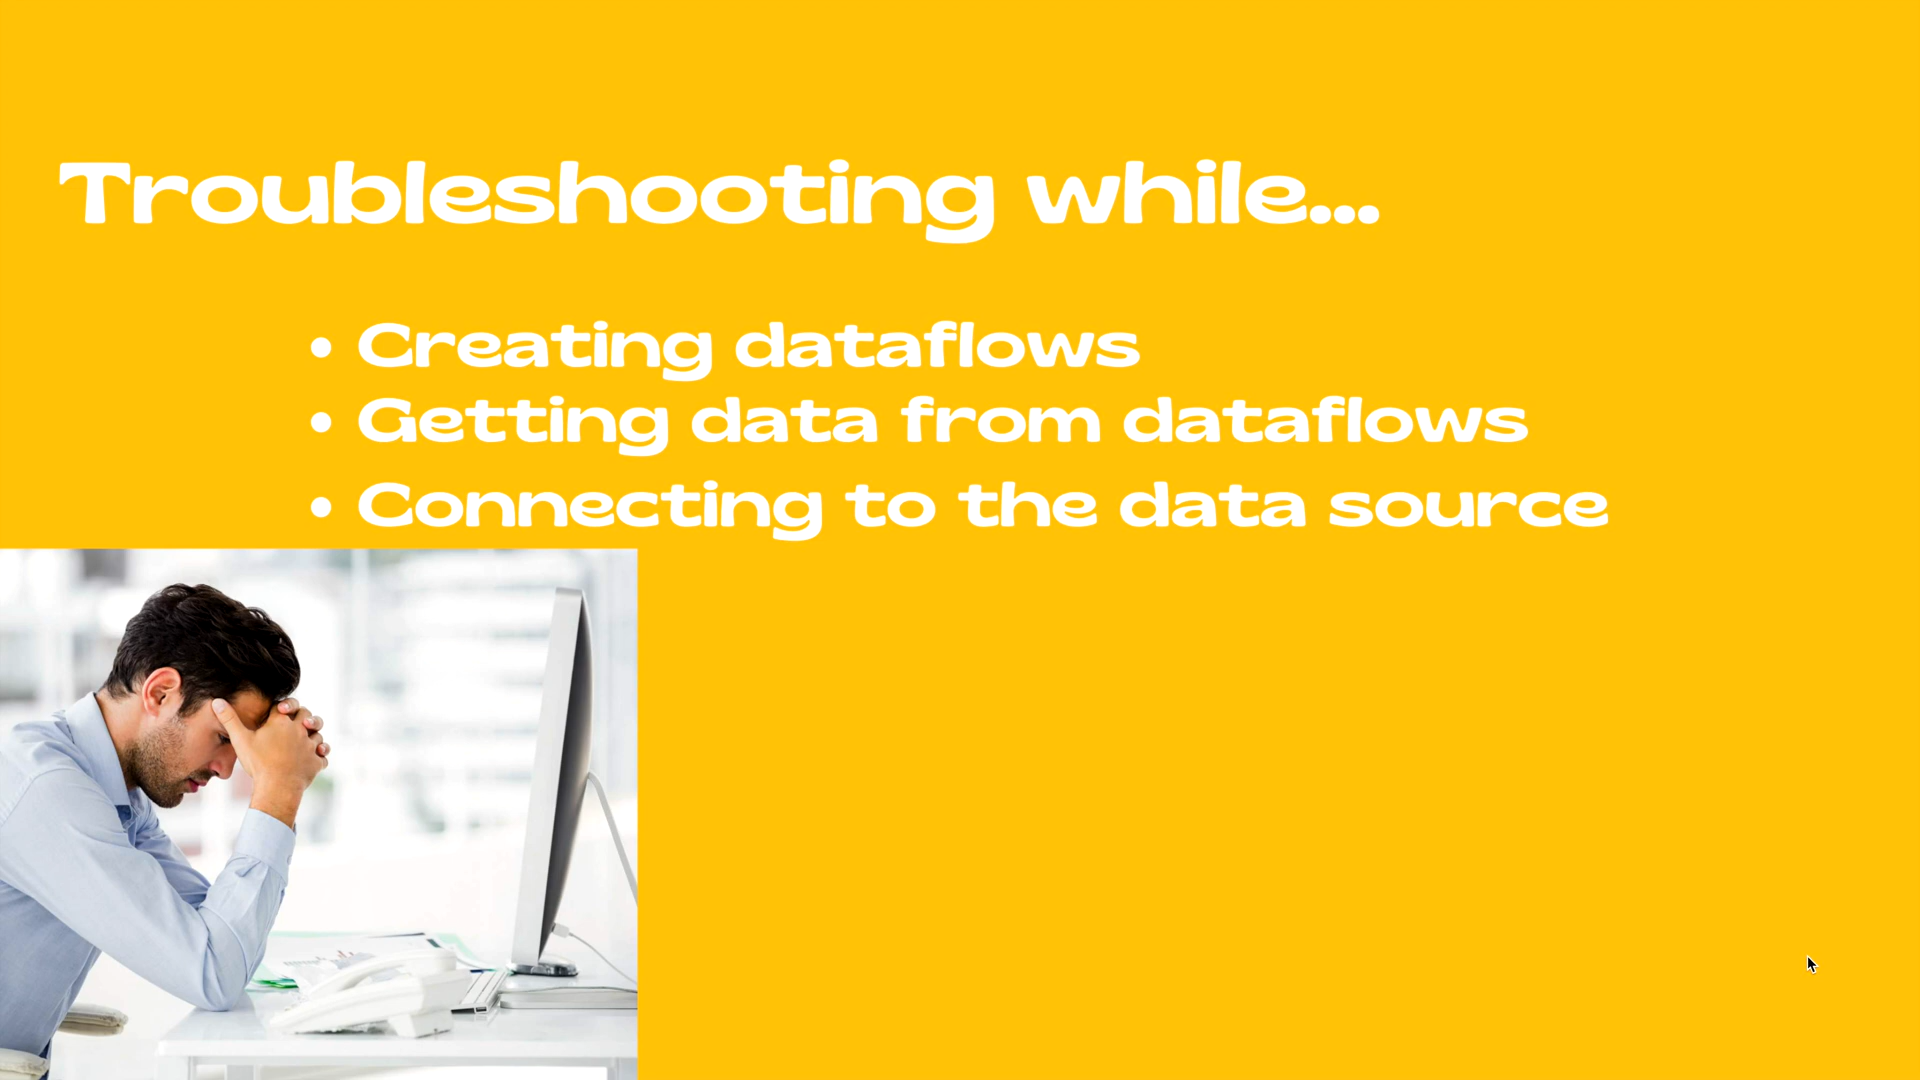 Troubleshooting while...
• Creating dataflows
• Getting data from dataflows
• Connecting to the data source